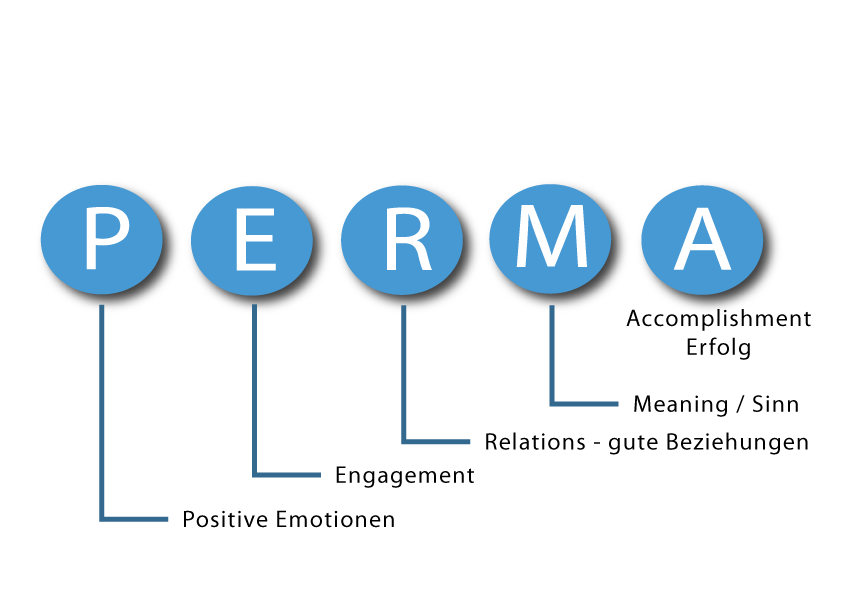 P E R M A
Accomplishment
Erfolg
Meaning / Sinn
Relations - gute Beziehungen
Engagement
Positive Emotionen